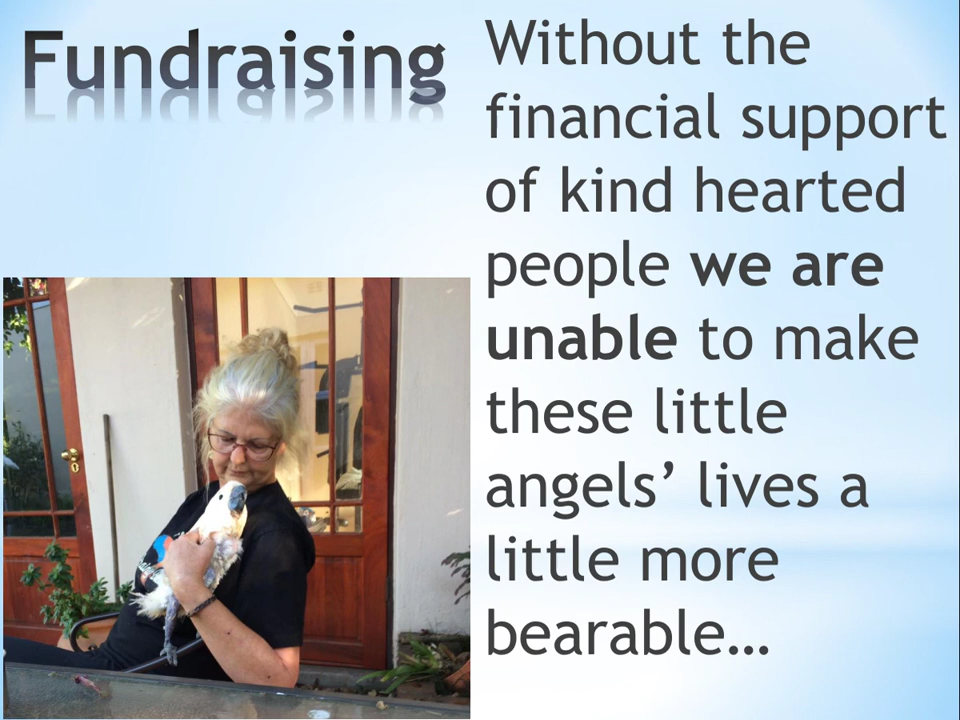 Fundraising
Without the
financial support
of kind hearted
people we are
unable to make
these little
angels’ lives a
little more
bearable…